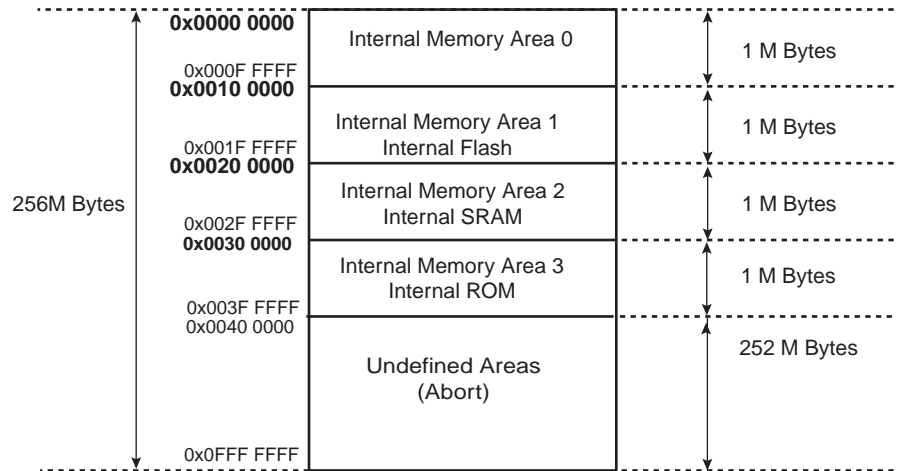 0x0000 0000
Internal Memory Area 0
1 M Bytes
0x000F FFFF
0x0010 0000
Internal Memory Area 1
Internal Flash
1 M Bytes
0x001F FFFF
0x0020 0000
256M Bytes
Internal Memory Area 2
Internal SRAM
1 M Bytes
0x002F FFFF
0x0030 0000
Internal Memory Area 3
Internal ROM
1 M Bytes
0x003F FFFF
0x0040 0000
252 M Bytes
Undefined Areas
(Abort)
0x0FFF FFFF